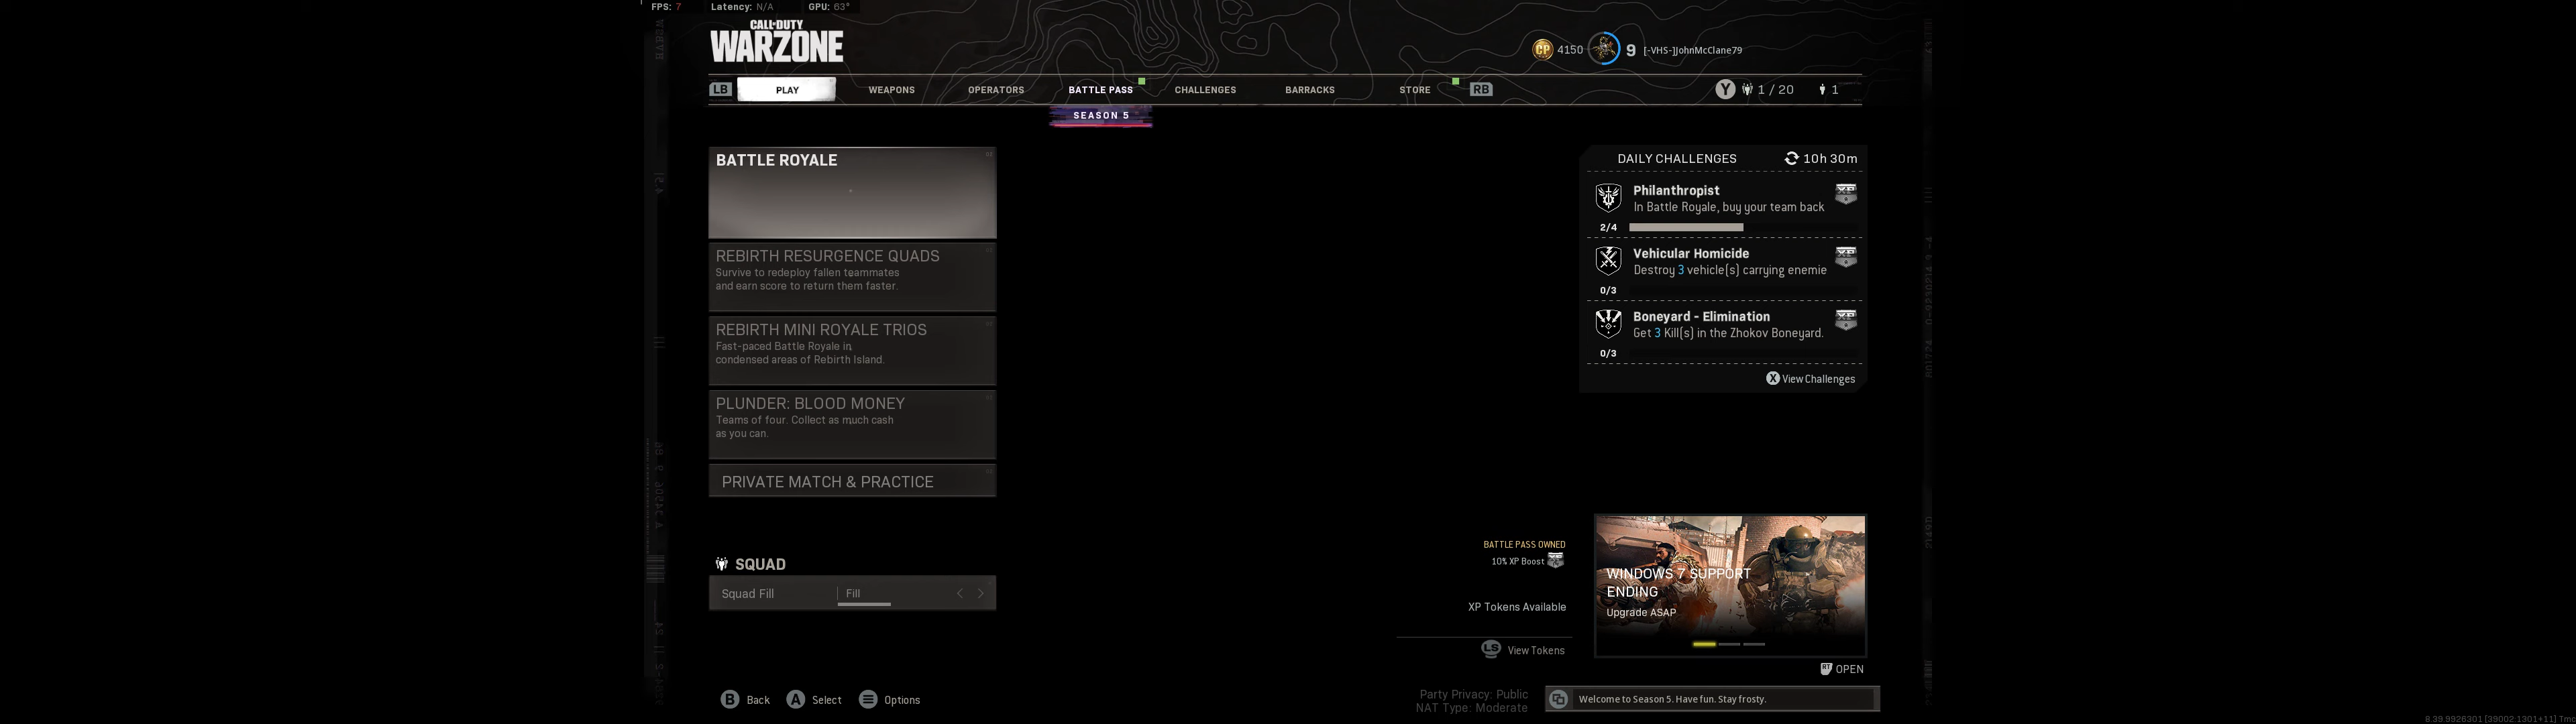 FPS: 7 Latency: N/A GPU: 63°
CALL OF DUTY
WARZONE
CP 4150 9 [-VHS-]JohnMcClane79
LB PLAY WEAPONS OPERATORS BATTLE PASS CHALLENGES BARRACKS STORE RB Y 1 / 20 1
SEASON 5
BATTLE ROYALE
REBIRTH RESURGENCE QUADS
Survive to redeploy fallen teammates
and earn score to return them faster.
REBIRTH MINI ROYALE TRIOS
Fast-paced Battle Royale in
condensed areas of Rebirth Island.
PLUNDER: BLOOD MONEY
Teams of four. Collect as much cash
as you can.
PRIVATE MATCH & PRACTICE
SQUAD
Squad Fill Fill
B Back A Select Options
DAILY CHALLENGES 10h 30m
Philanthropist XP
In Battle Royale, buy your team back
2/4
Vehicular Homicide XP
Destroy 3 vehicle(s) carrying enemie
0/3
Boneyard - Elimination XP
Get 3 Kill(s) in the Zhokov Boneyard.
0/3
X View Challenges
BATTLE PASS OWNED
10% XP Boost XP
XP Tokens Available
LS View Tokens
WINDOWS 7 SUPPORT
ENDING
Upgrade ASAP
RT OPEN
Party Privacy: Public
NAT Type: Moderate
Welcome to Season 5. Have fun. Stay frosty.